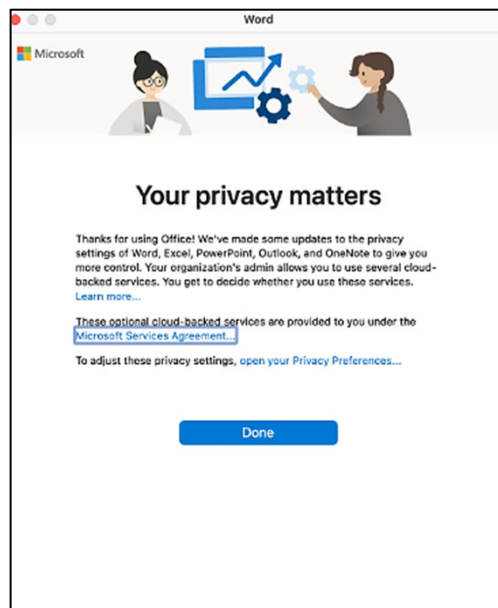 Word
Microsoft
Your privacy matters
Thanks for using Office! We've made some updates to the privacy
settings of Word, Excel, PowerPoint, Outlook, and OneNote to give you
more control. Your organization's admin allows you to use several cloud-
backed services. You get to decide whether you use these services.
Learn more...
These optional cloud-backed services are provided to you under the
Microsoft Services Agreement...
To adjust these privacy settings, open your Privacy Preferences...
Done